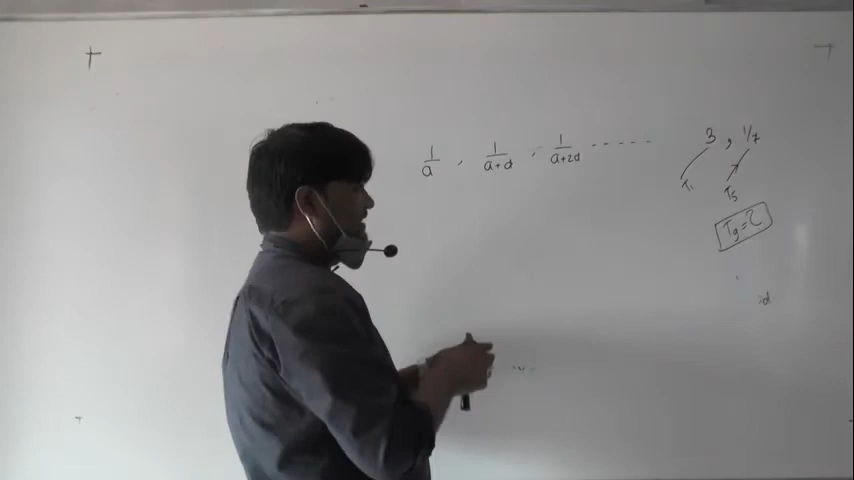 1/a , 1/a+d , 1/a+2d ------
3 , 1/7
T₁ T₅
T₉=?
d